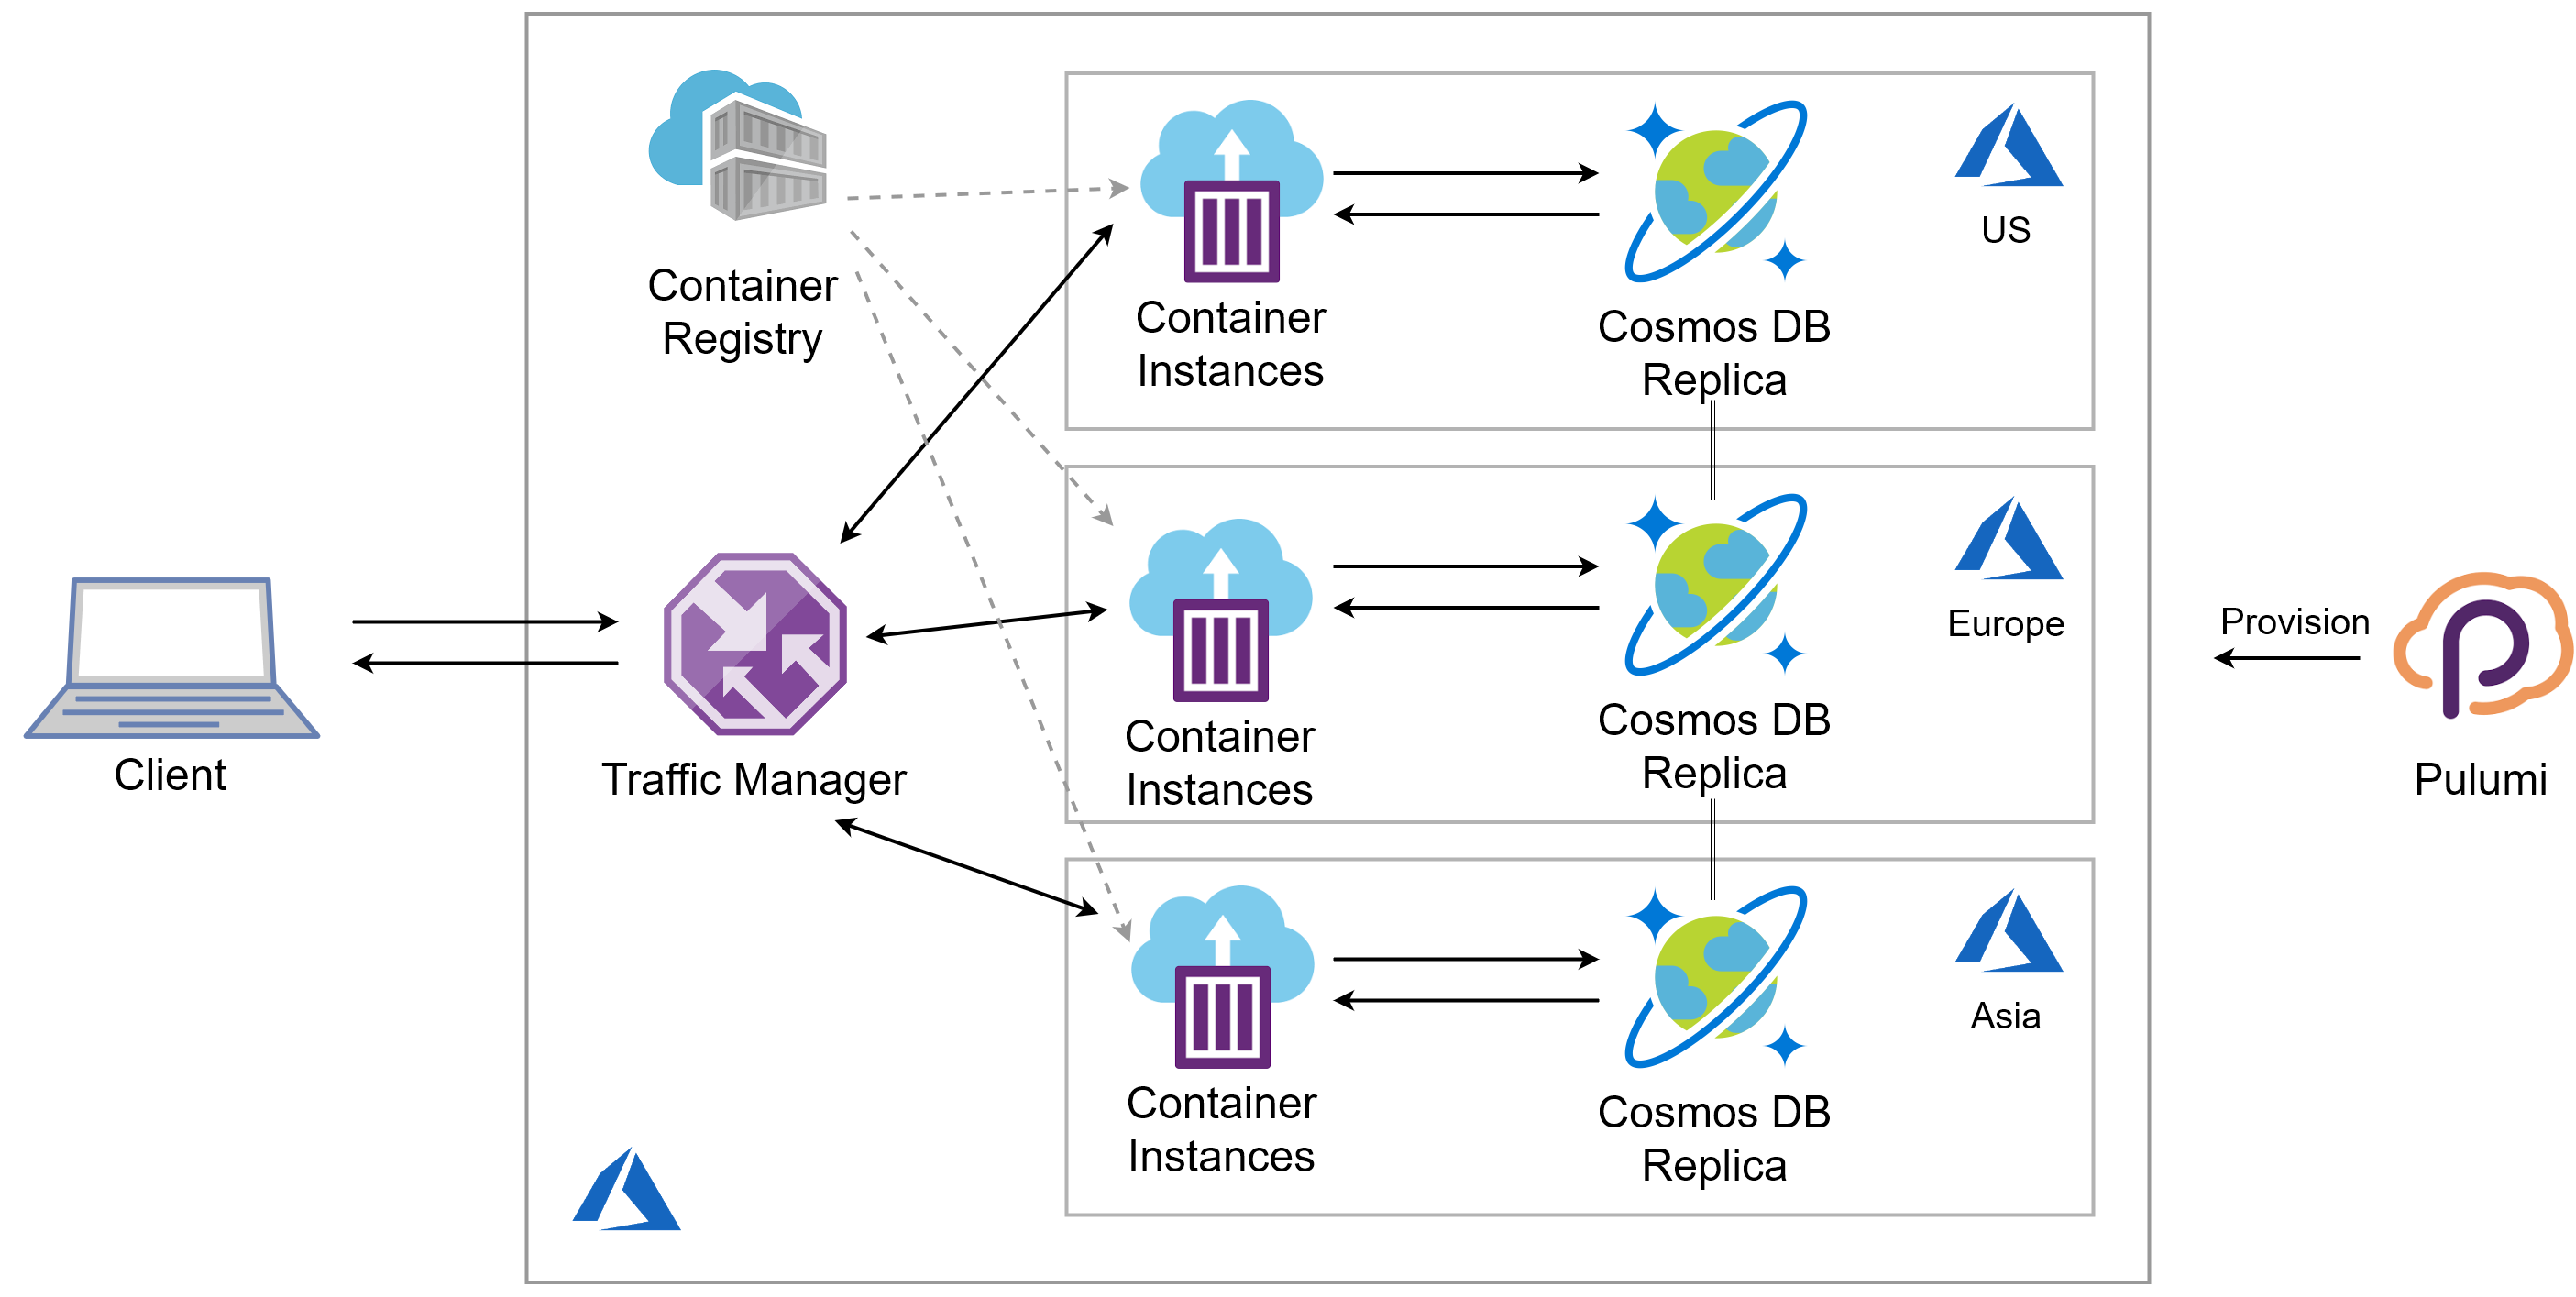 Container
Registry
Container
Instances
Cosmos DB
Replica
US
Client
Traffic Manager
Container
Instances
Cosmos DB
Replica
Europe
Provision
Pulumi
Container
Instances
Cosmos DB
Replica
Asia